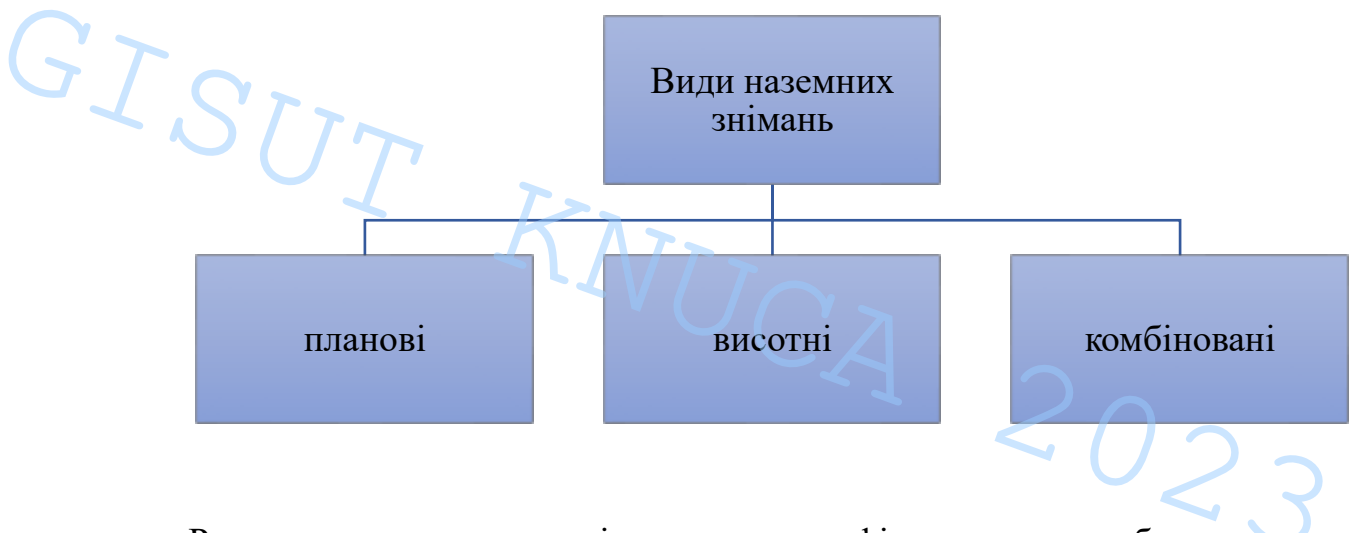 Види наземних
знімань
планові
висотні
комбіновані
GISUT KNUCA 2023